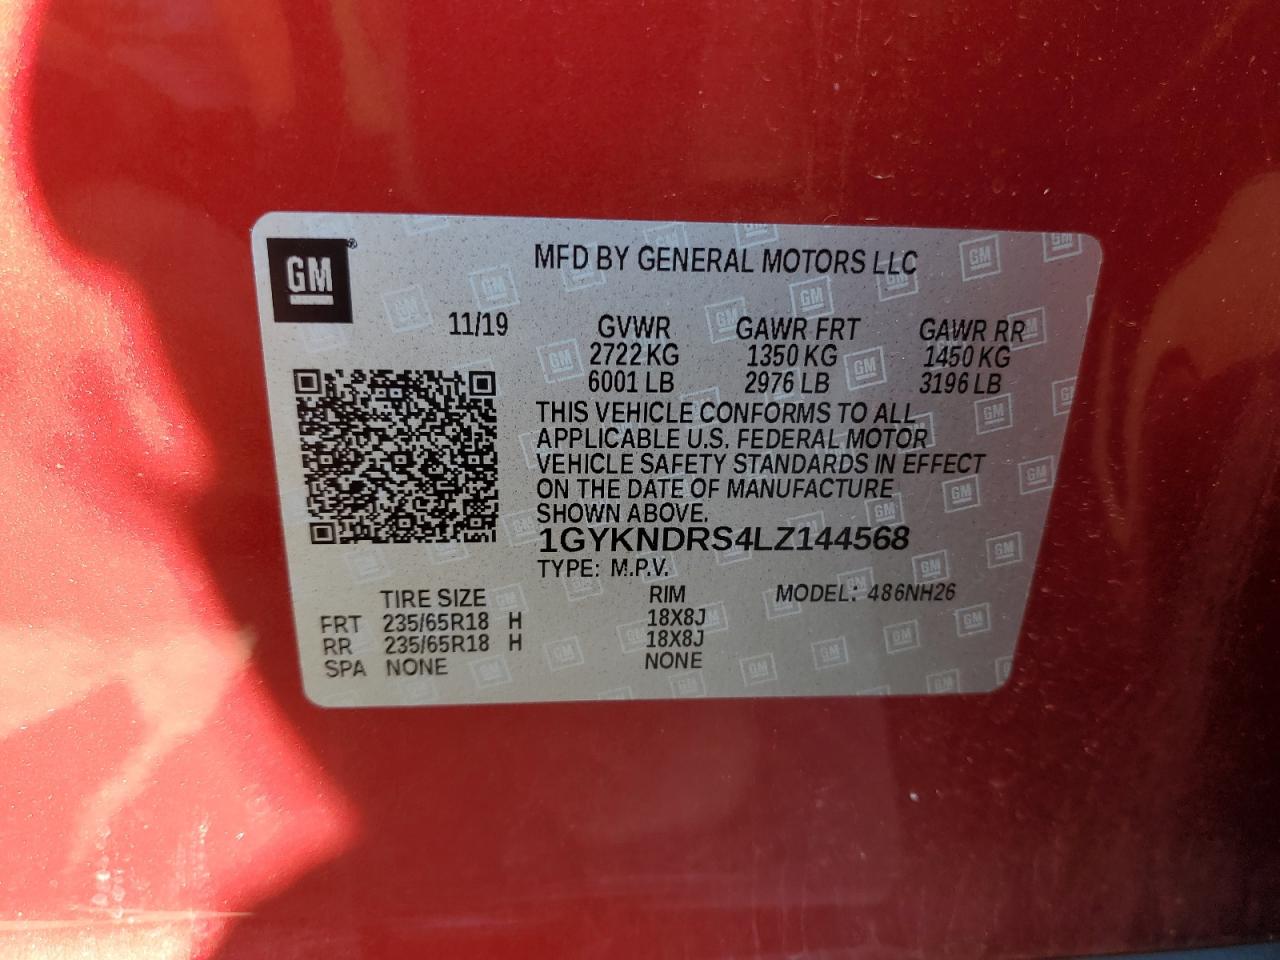 GM
MFD BY GENERAL MOTORS LLC
11/19 GVWR GAWR FRT GAWR RR
2722 KG 1350 KG 1450 KG
6001 LB 2976 LB 3196 LB
THIS VEHICLE CONFORMS TO ALL
APPLICABLE U.S. FEDERAL MOTOR
VEHICLE SAFETY STANDARDS IN EFFECT
ON THE DATE OF MANUFACTURE
SHOWN ABOVE.
1GYKNDRS4LZ144568
TYPE: M.P.V.
TIRE SIZE RIM MODEL: 486NH26
FRT 235/65R18 H 18X8J
RR 235/65R18 H 18X8J
SPA NONE NONE